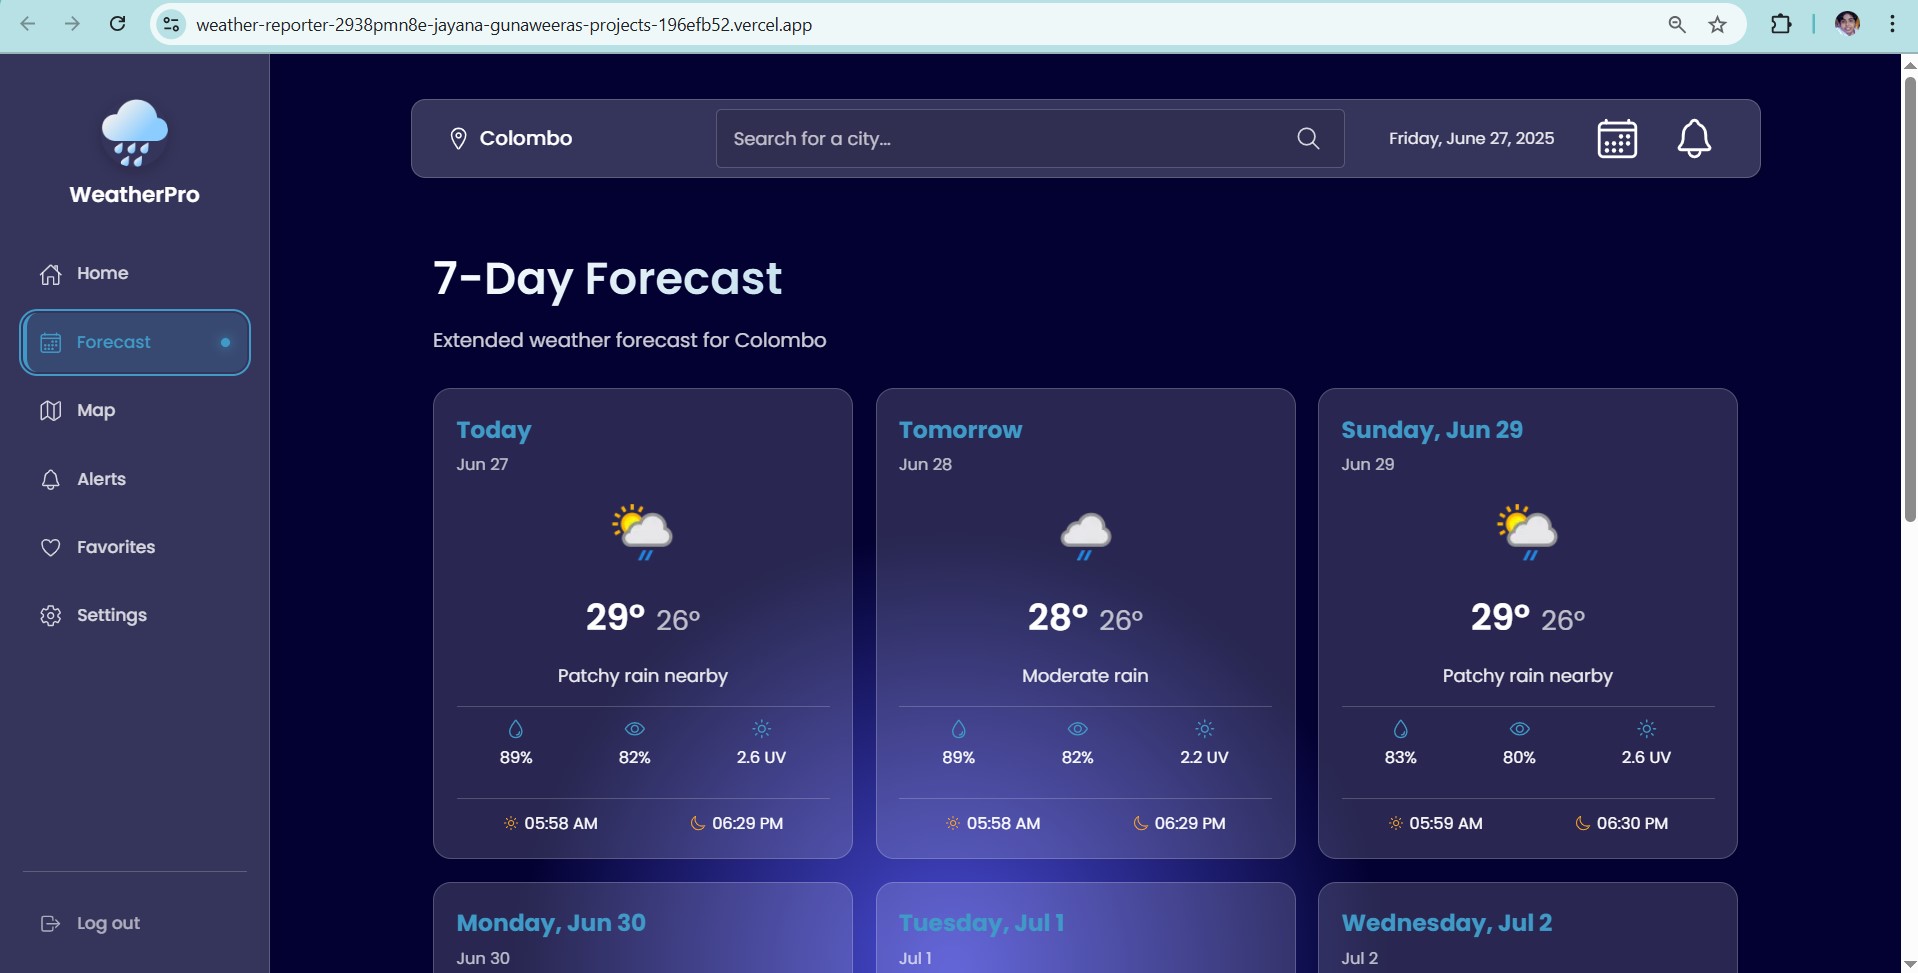 weather-reporter-2938pmn8e-jayana-gunaweeras-projects-196efb52.vercel.app
WeatherPro
Home
Forecast
Map
Alerts
Favorites
Settings
Log out
Colombo
Search for a city...
Friday, June 27, 2025
7-Day Forecast
Extended weather forecast for Colombo
Today
Jun 27
29° 26°
Patchy rain nearby
89% 82% 2.6 UV
05:58 AM 06:29 PM
Tomorrow
Jun 28
28° 26°
Moderate rain
89% 82% 2.2 UV
05:58 AM 06:29 PM
Sunday, Jun 29
Jun 29
29° 26°
Patchy rain nearby
83% 80% 2.6 UV
05:59 AM 06:30 PM
Monday, Jun 30
Jun 30
Tuesday, Jul 1
Jul 1
Wednesday, Jul 2
Jul 2